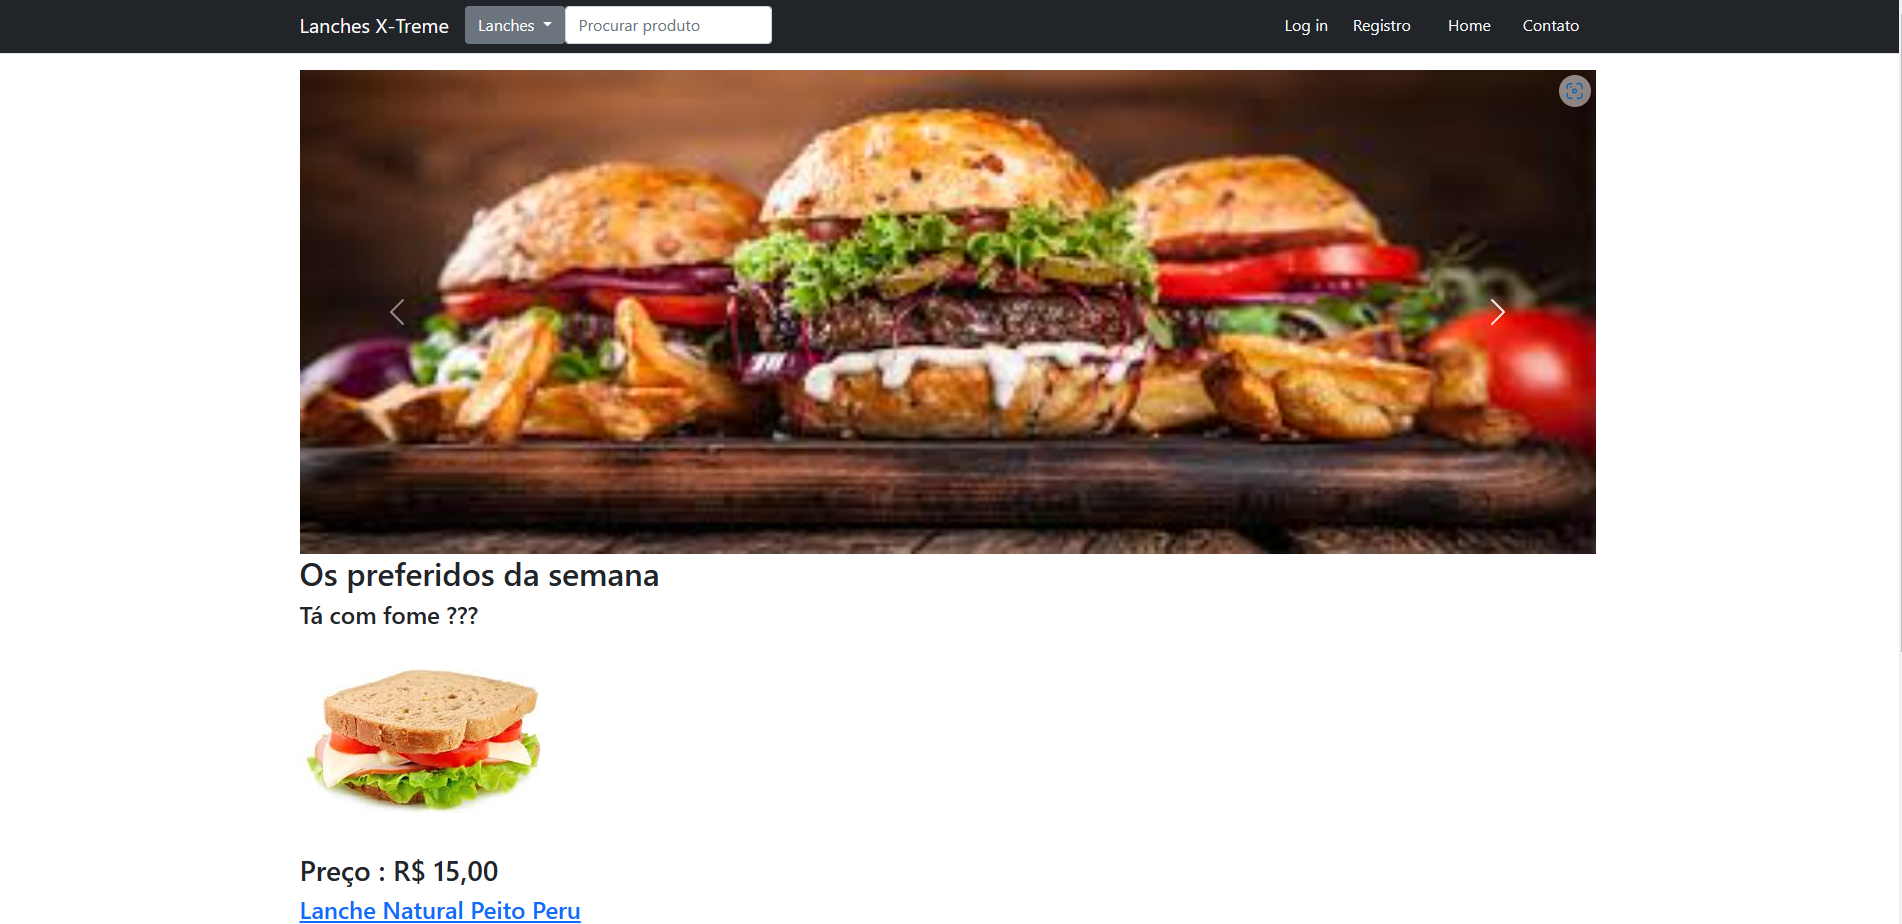 Lanches X-Treme Lanches Procurar produto Log in Registro Home Contato
Os preferidos da semana
Tá com fome ???
Preço : R$ 15,00
Lanche Natural Peito Peru